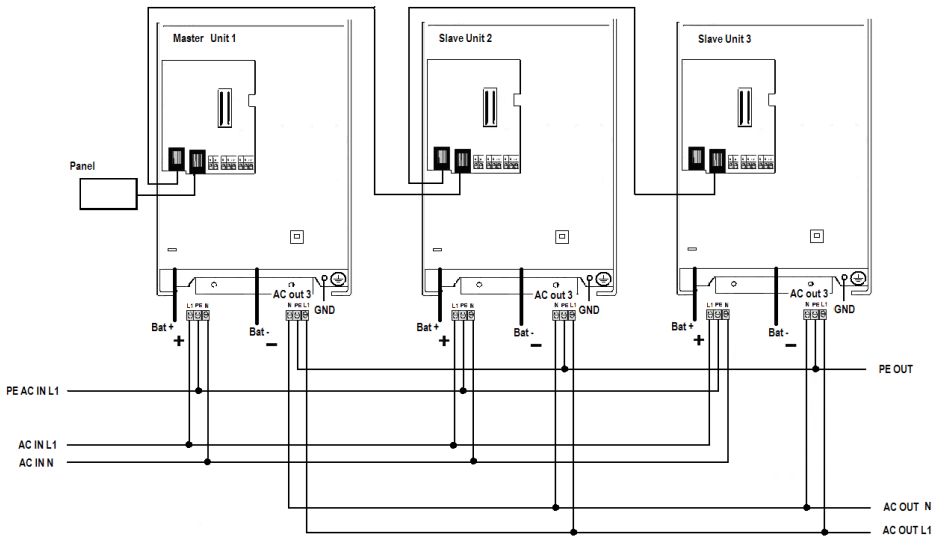 Master Unit 1
Slave Unit 2
Slave Unit 3
Panel
AC out 3
AC out 3
AC out 3
L1 PE N
N PE L1
GND
L1 PE N
N PE L1
GND
L1 PE N
N PE L1
GND
Bat +
Bat -
Bat +
Bat -
Bat +
Bat -
+
−
+
−
+
−
PE OUT
PE AC IN L1
AC IN L1
AC IN N
AC OUT N
AC OUT L1